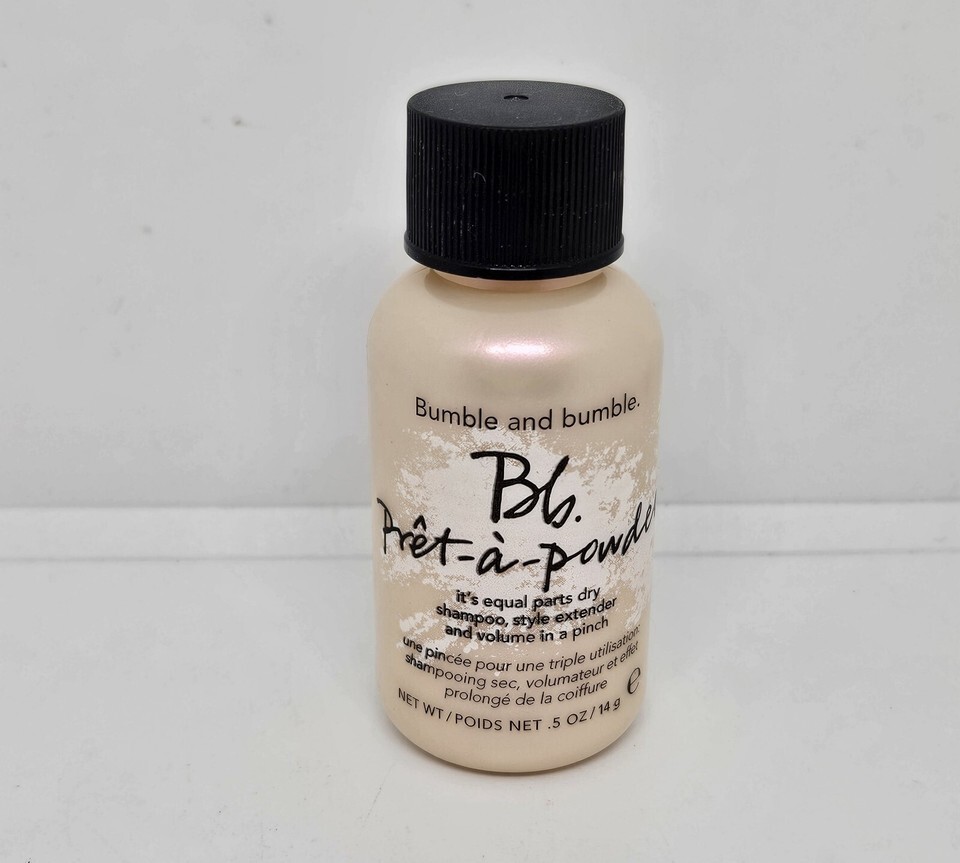 Bumble and bumble.
Bb.
Prêt-à-powder
it's equal parts dry
shampoo, style extender
and volume in a pinch
une pincée pour une triple utilisation:
shampooing sec, volumateur et effet
prolongé de la coiffure
e
NET WT/POIDS NET .5 OZ/14 g